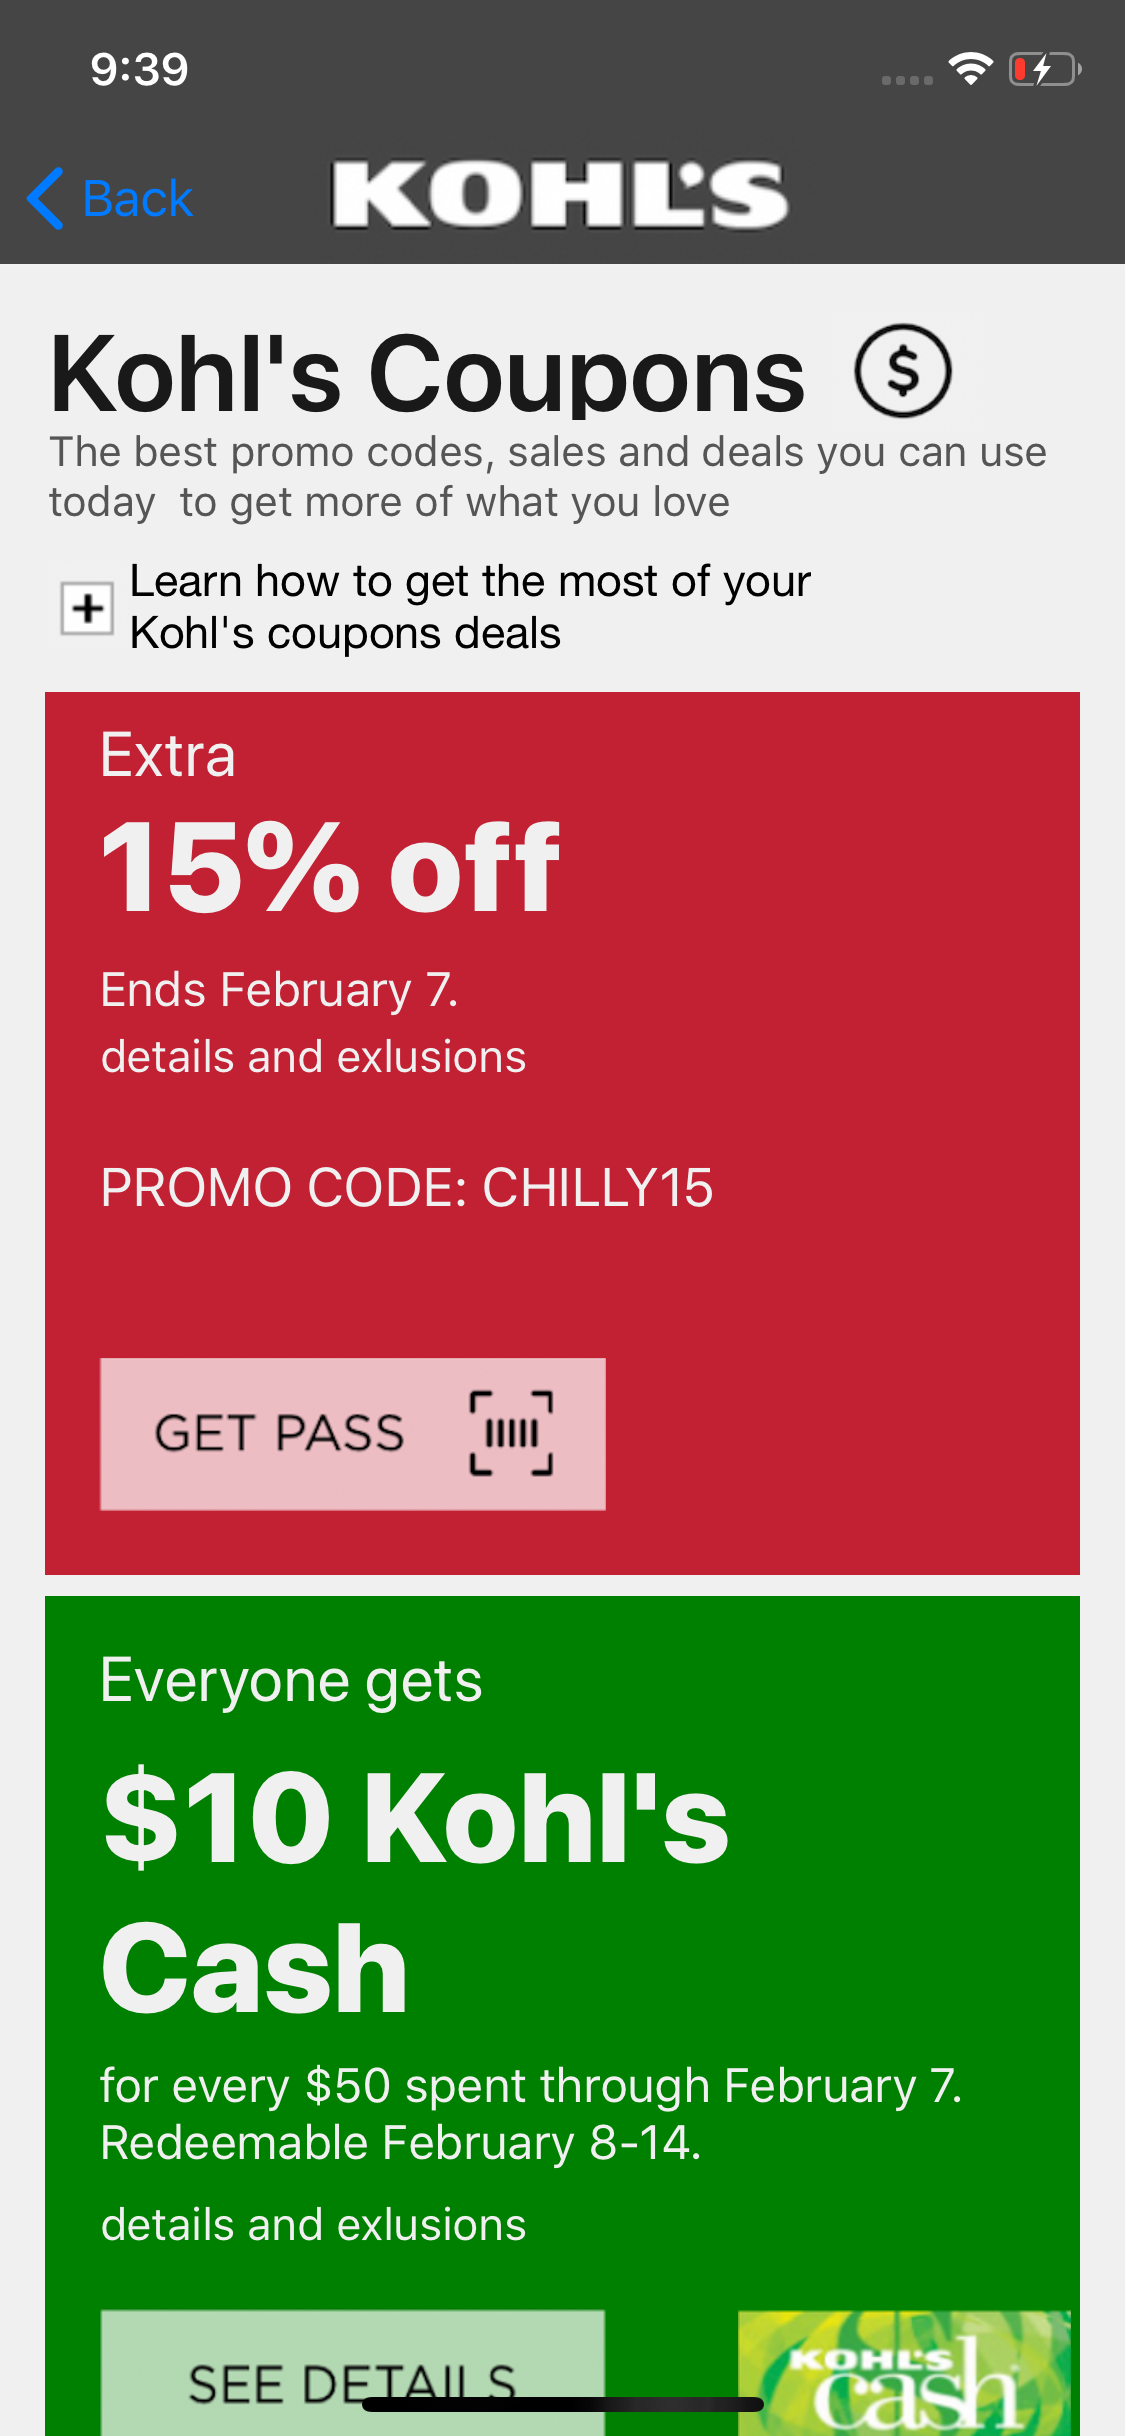 9:39
Back
KOHL'S
Kohl's Coupons
The best promo codes, sales and deals you can use
today  to get more of what you love
Learn how to get the most of your
Kohl's coupons deals
Extra
15% off
Ends February 7.
details and exlusions
PROMO CODE: CHILLY15
GET PASS
Everyone gets
$10 Kohl's
Cash
for every $50 spent through February 7.
Redeemable February 8-14.
details and exlusions
SEE DETAILS
KOHL'S
cash